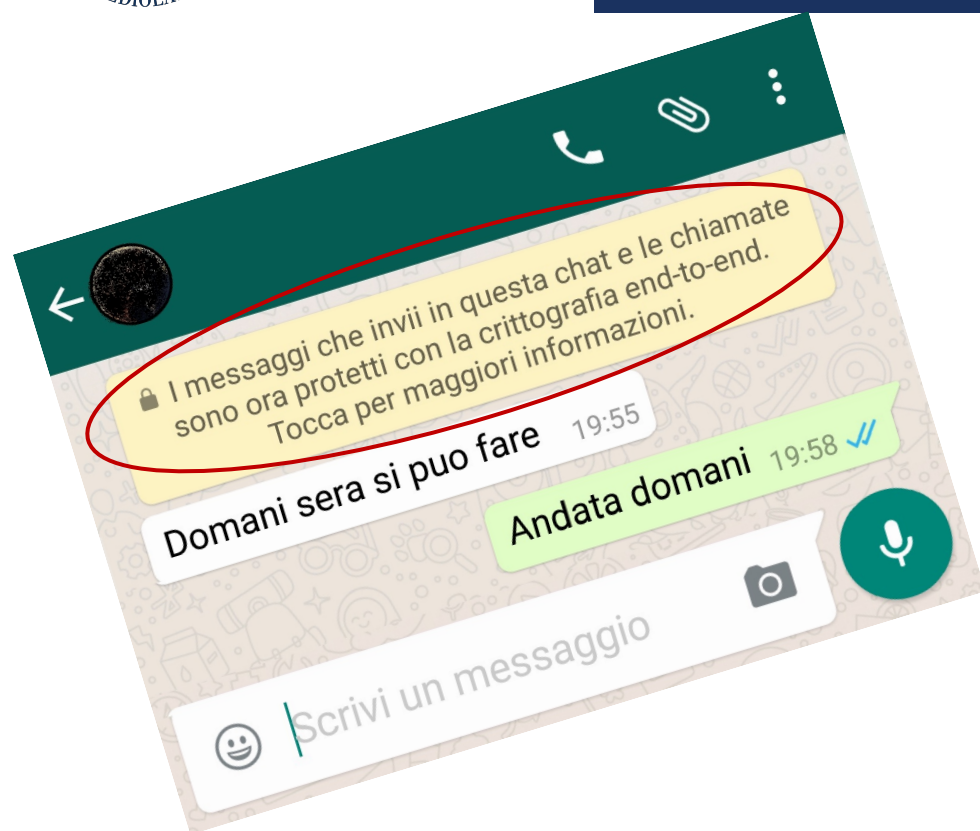 I messaggi che invii in questa chat e le chiamate
sono ora protetti con la crittografia end-to-end.
Tocca per maggiori informazioni.
Domani sera si puo fare 19:55
Andata domani 19:58
Scrivi un messaggio